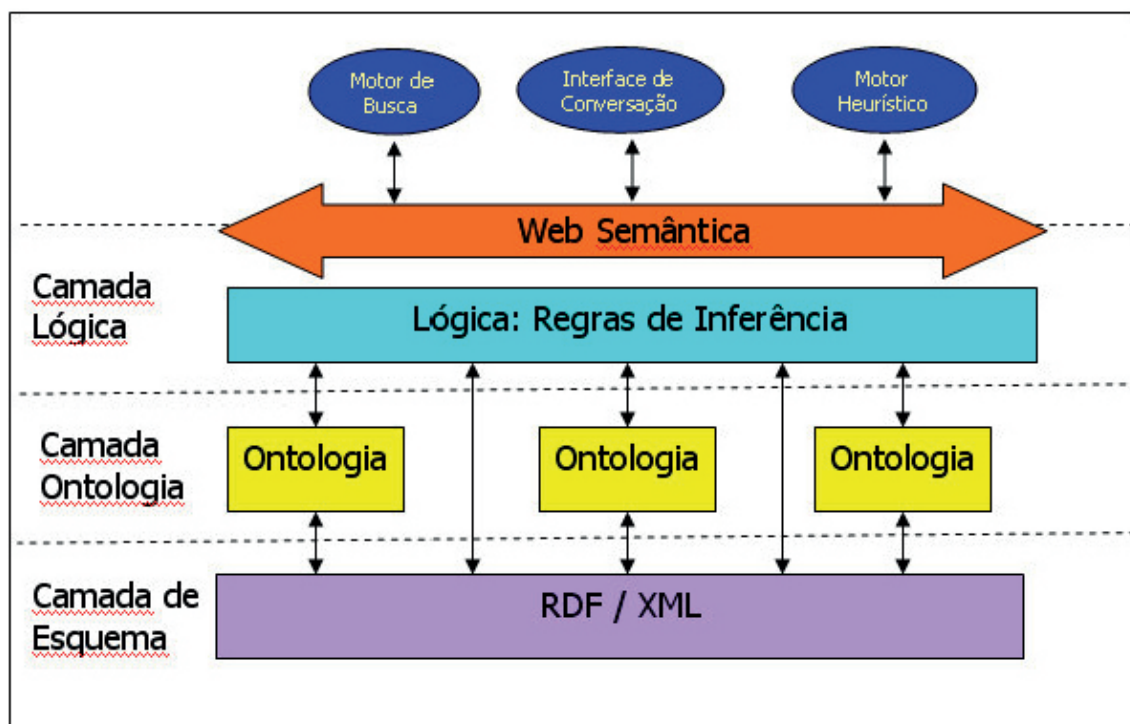 Motor de
Busca
Interface de
Conversação
Motor
Heurístico
Web Semântica
Camada
Lógica
Lógica: Regras de Inferência
Camada
Ontologia
Ontologia
Ontologia
Ontologia
Camada de
Esquema
RDF / XML